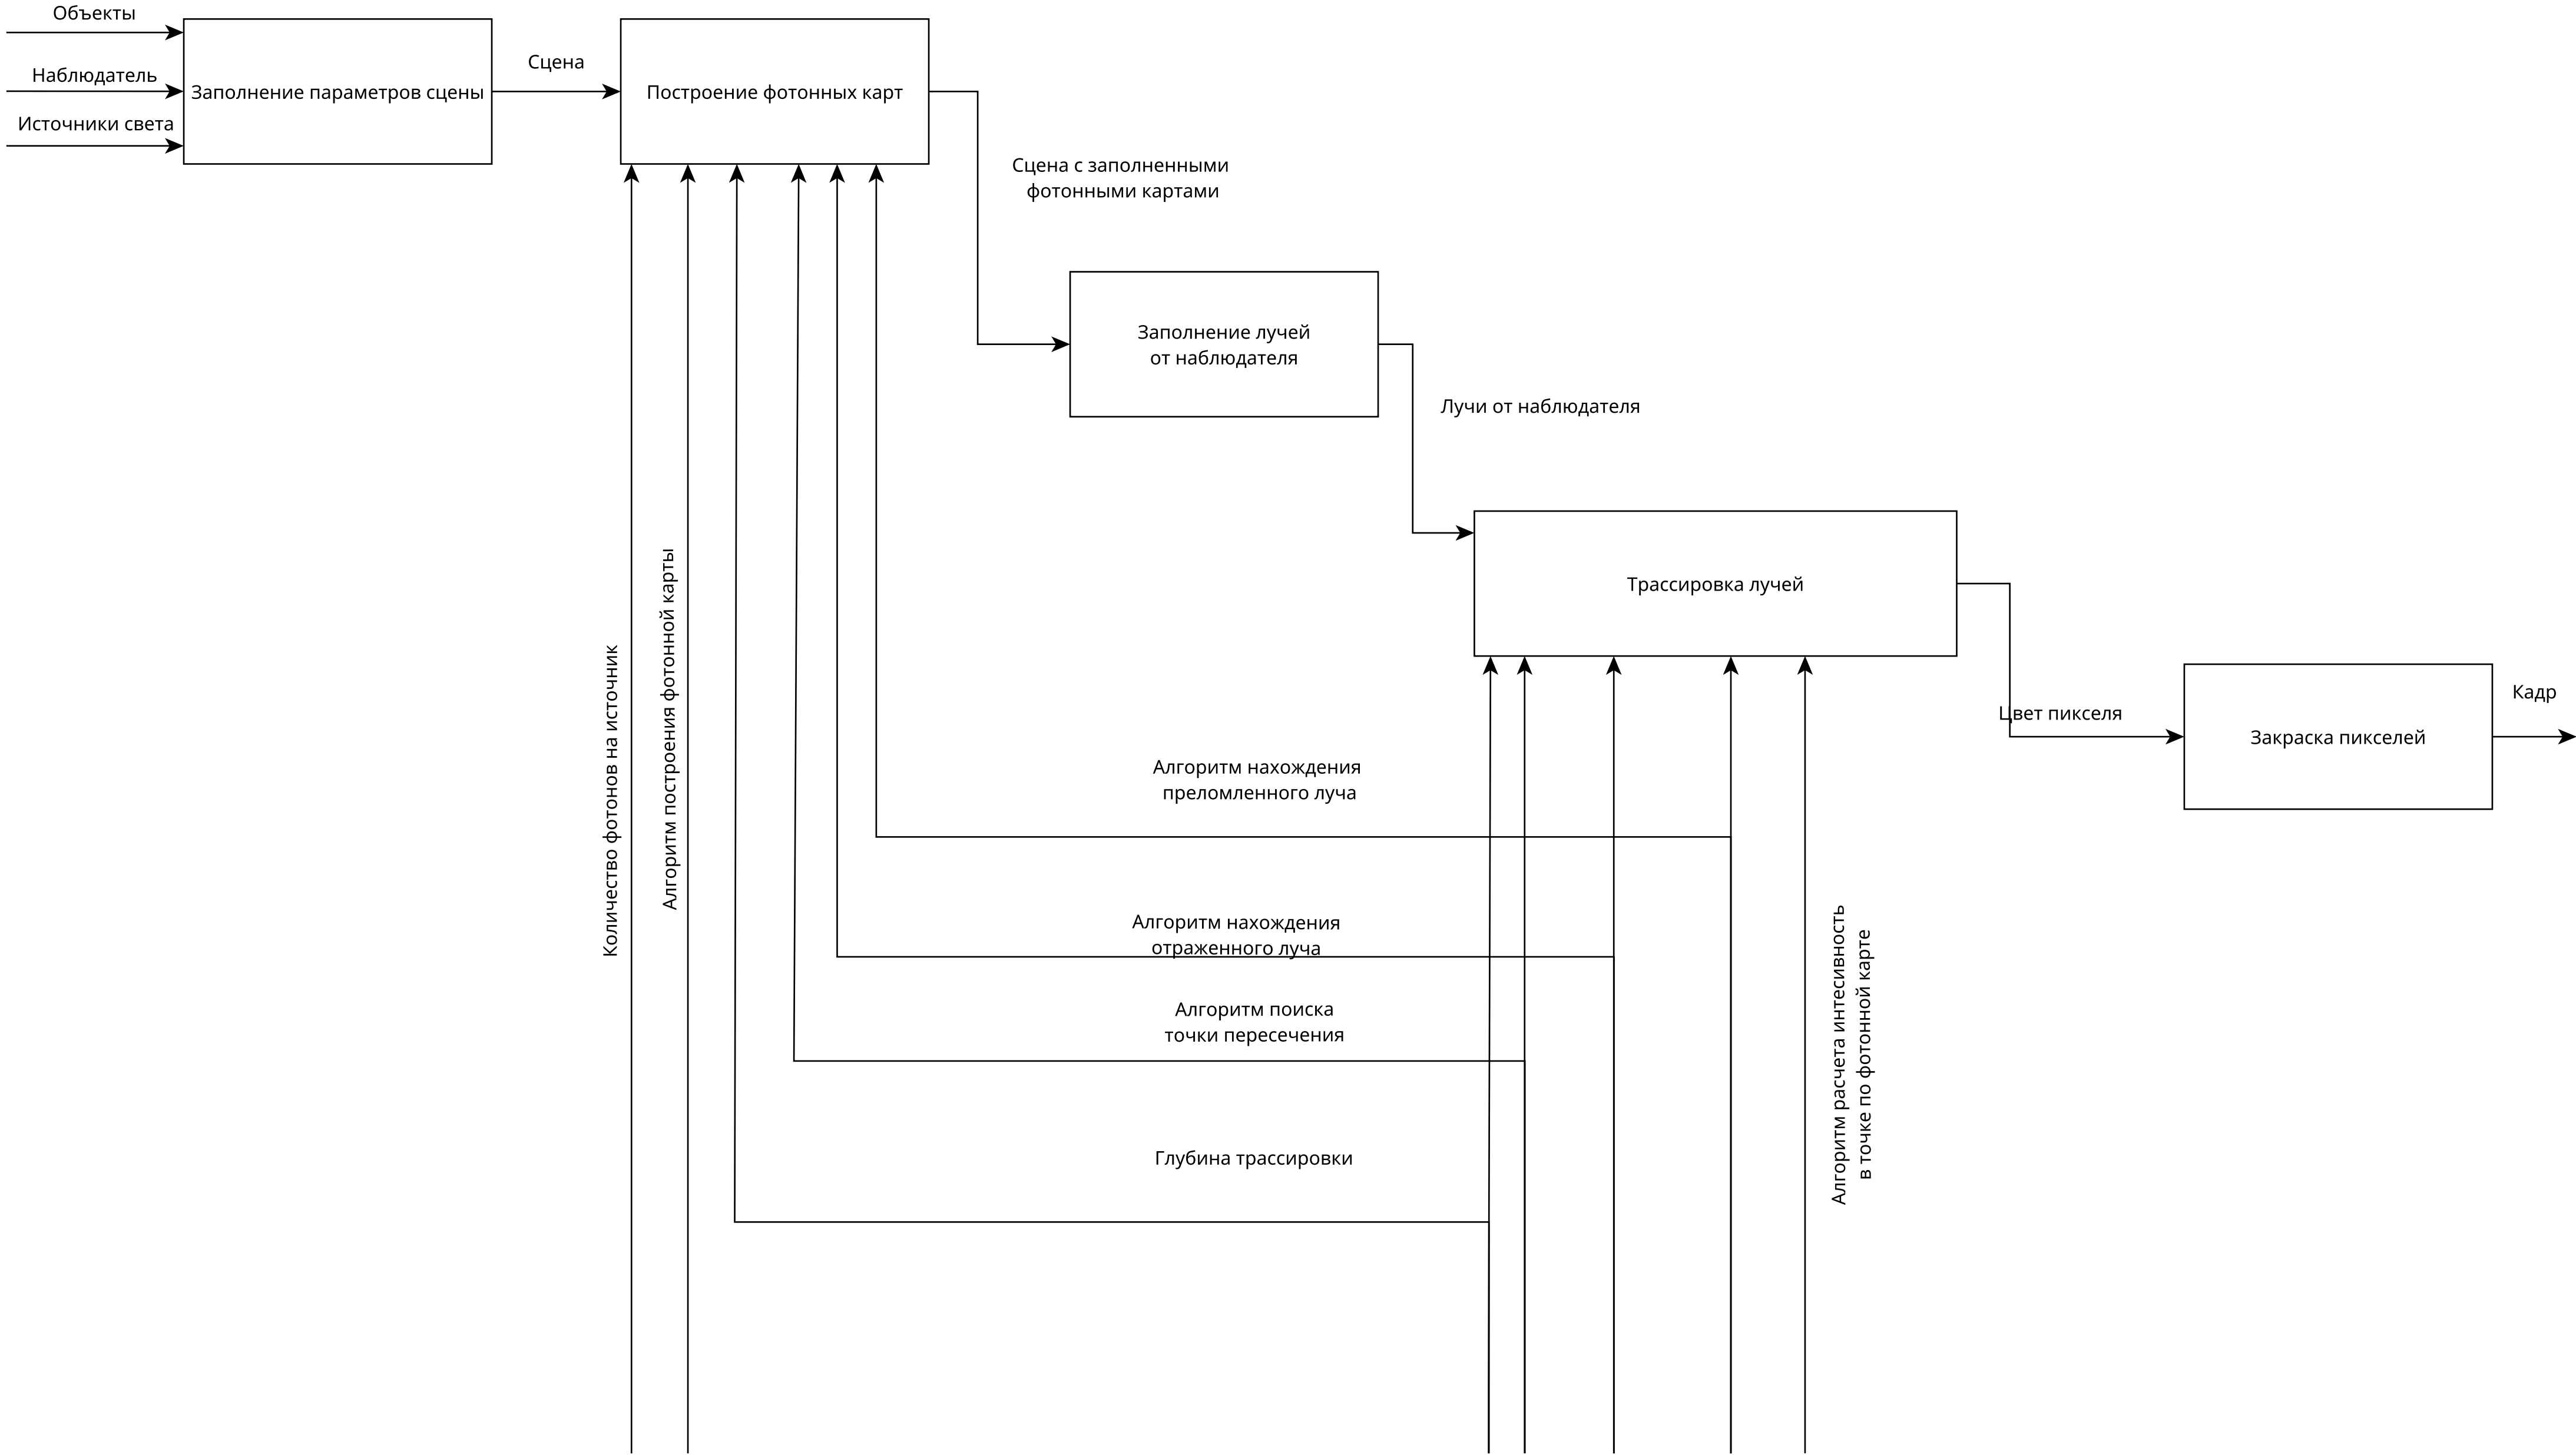 Объекты
Наблюдатель
Источники света
Заполнение параметров сцены
Сцена
Построение фотонных карт
Сцена с заполненными
фотонными картами
Заполнение лучей
от наблюдателя
Лучи от наблюдателя
Трассировка лучей
Цвет пикселя
Закраска пикселей
Кадр
Количество фотонов на источник
Алгоритм построения фотонной карты
Алгоритм нахождения
преломленного луча
Алгоритм нахождения
отраженного луча
Алгоритм поиска
точки пересечения
Глубина трассировки
Алгоритм расчета интесивность
в точке по фотонной карте